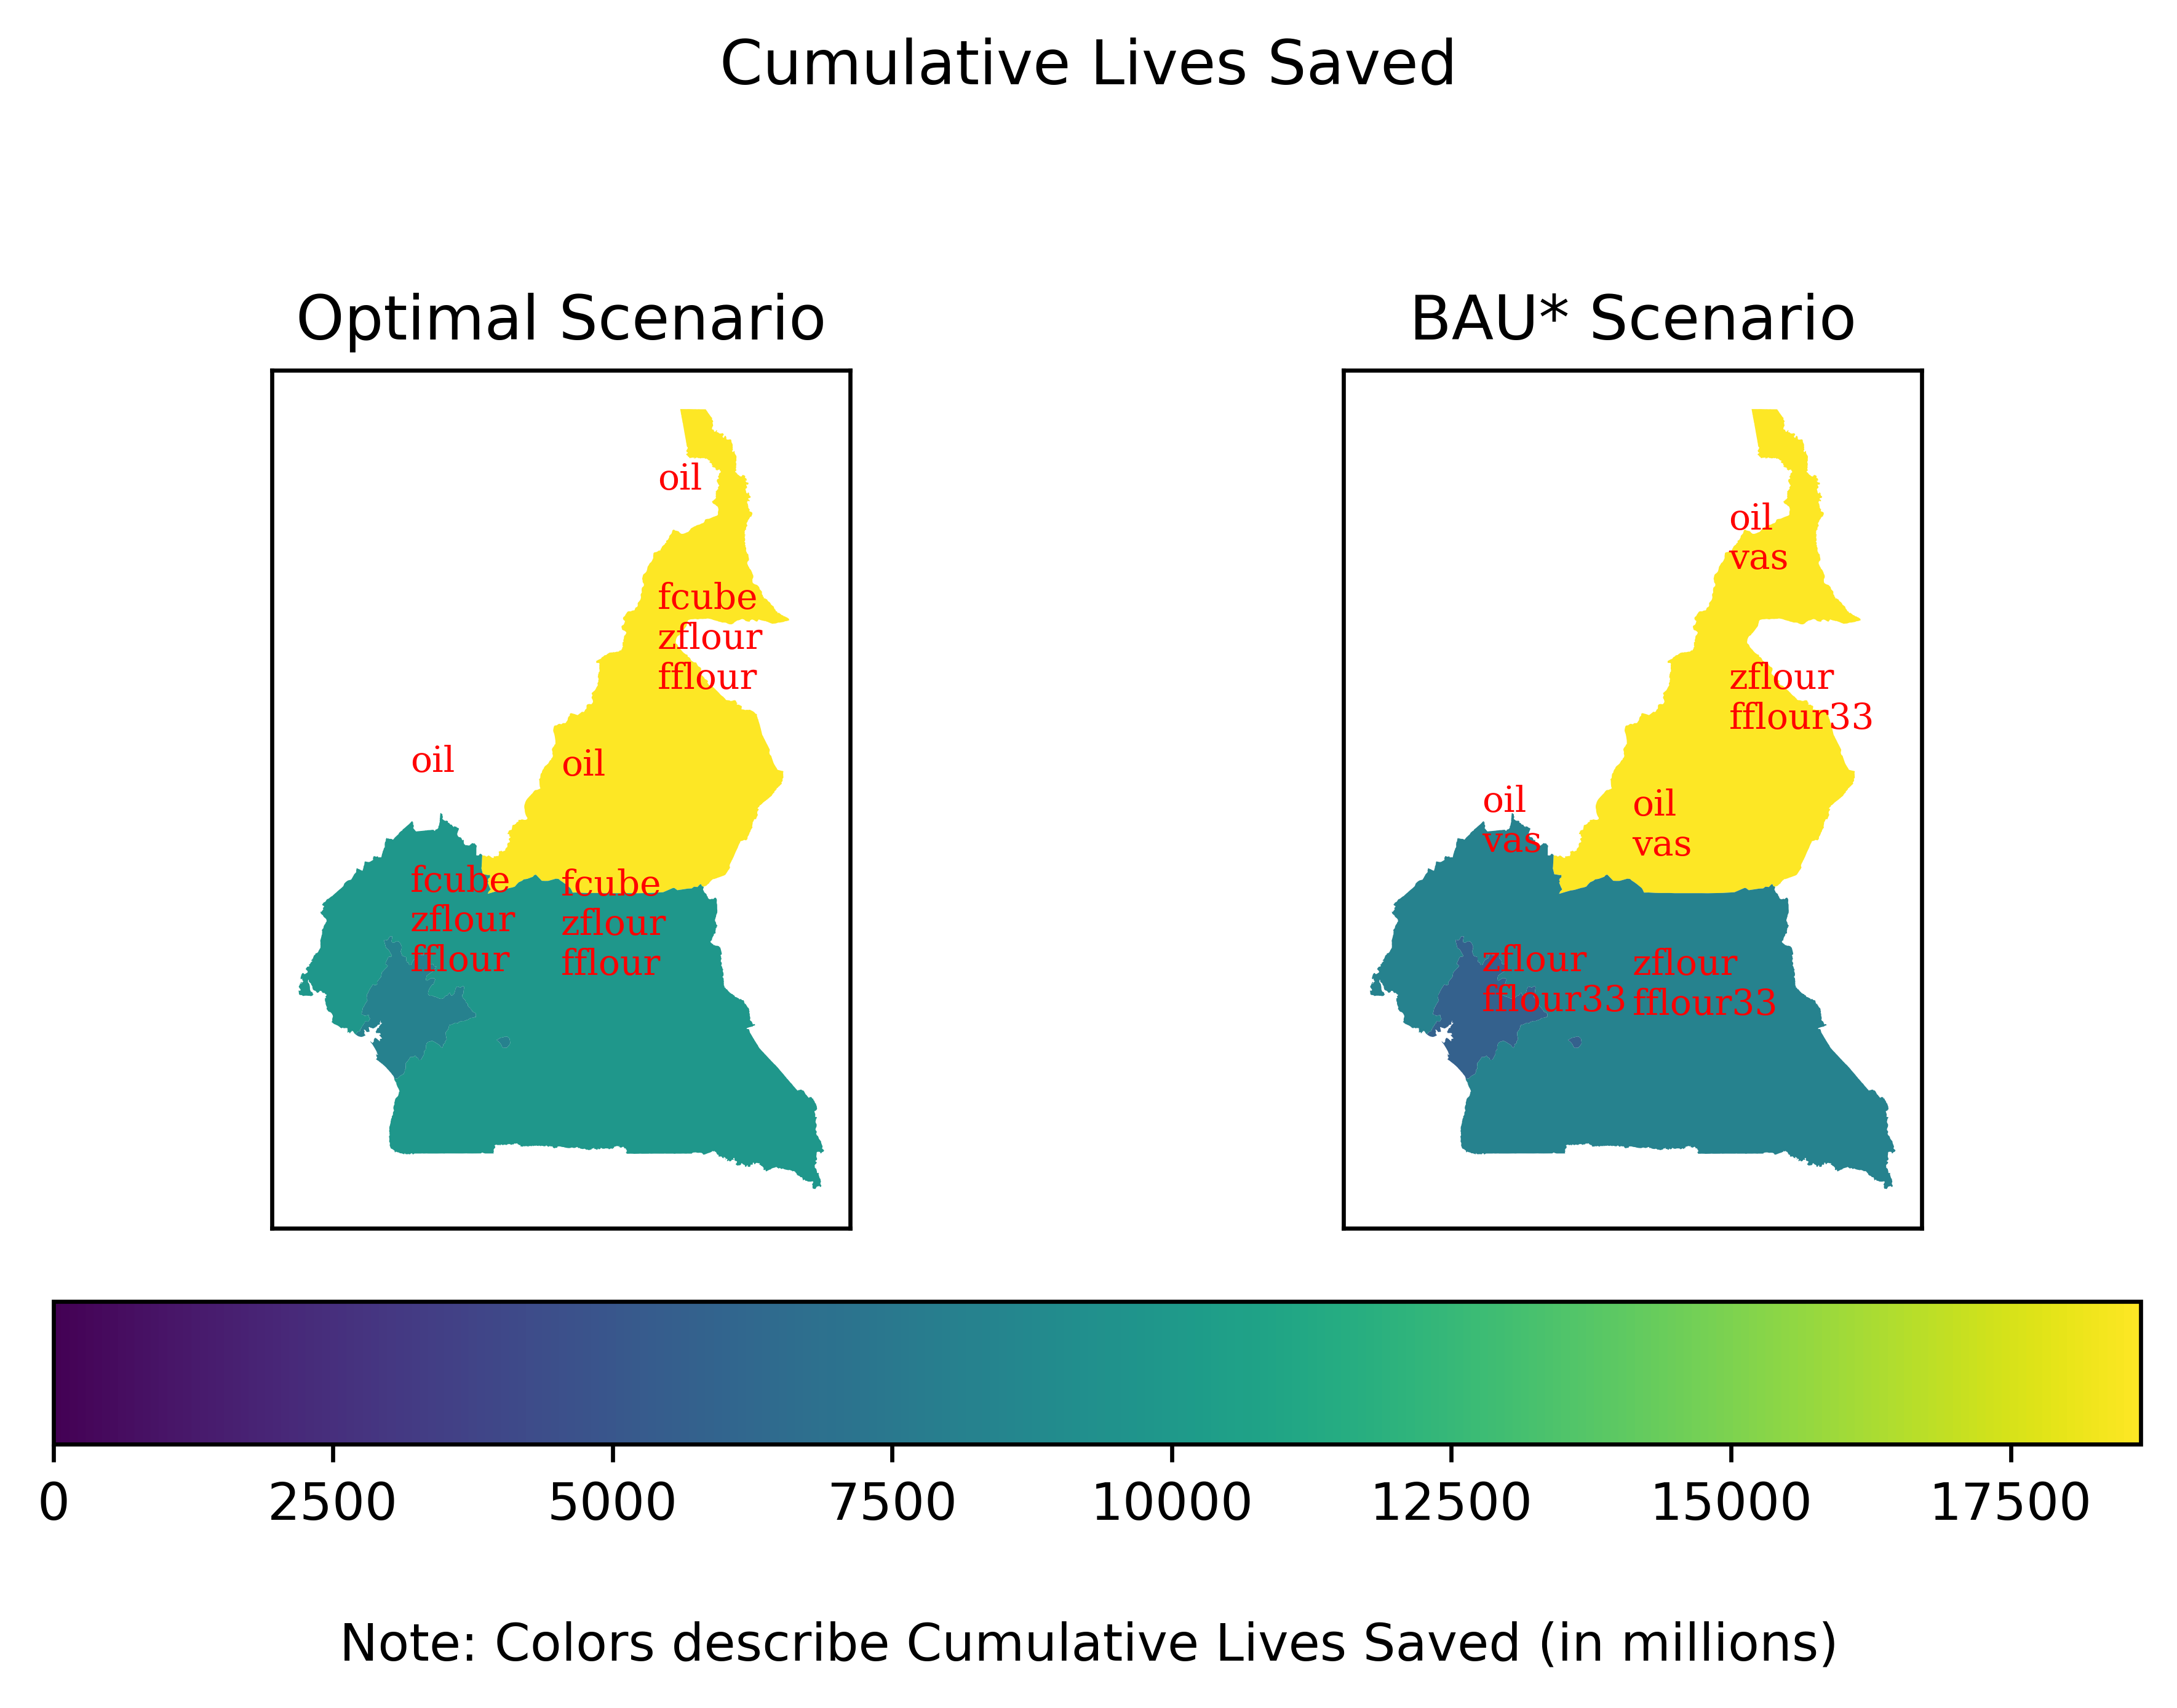 Cumulative Lives Saved
Optimal Scenario
oil
fcube
zflour
fflour
oil
oil
fcube
zflour
fflour
fcube
zflour
fflour
BAU* Scenario
oil
vas
zflour
fflour33
oil
vas
oil
vas
zflour
fflour33
zflour
fflour33
0 2500 5000 7500 10000 12500 15000 17500
Note: Colors describe Cumulative Lives Saved (in millions)